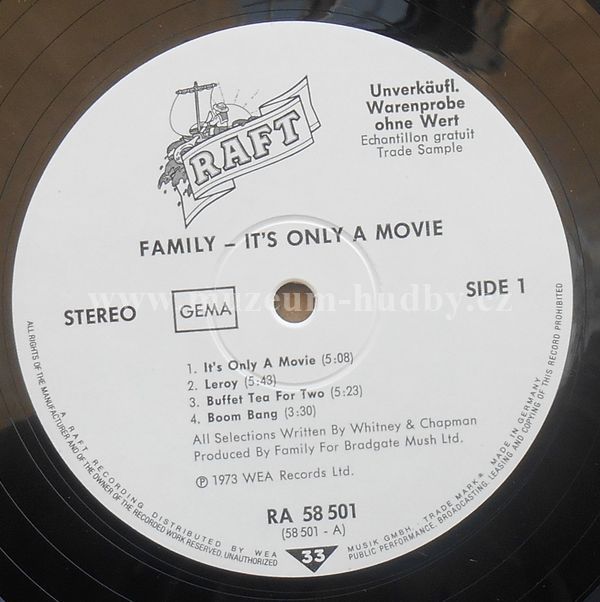 RAFT
Unverkäufl.
Warenprobe
ohne Wert
Echantillon gratuit
Trade Sample
FAMILY – IT'S ONLY A MOVIE
www.muzeum-hudby.cz
STEREO
GEMA
SIDE 1
1. It's Only A Movie (5:08)
2. Leroy (5:43)
3. Buffet Tea For Two (5:23)
4. Boom Bang (3:30)
All Selections Written By Whitney & Chapman
Produced By Family For Bradgate Mush Ltd.
℗ 1973 WEA Records Ltd.
RA 58 501
(58 501 - A)
33
A RAFT RECORDING DISTRIBUTED BY WEA MUSIK GMBH. TRADE MARK® MADE IN GERMANY
ALL RIGHTS OF THE MANUFACTURER AND OF THE OWNER OF THE RECORDED WORK RESERVED. UNAUTHORIZED PUBLIC PERFORMANCE, BROADCASTING, LEASING AND COPYING OF THIS RECORD PROHIBITED